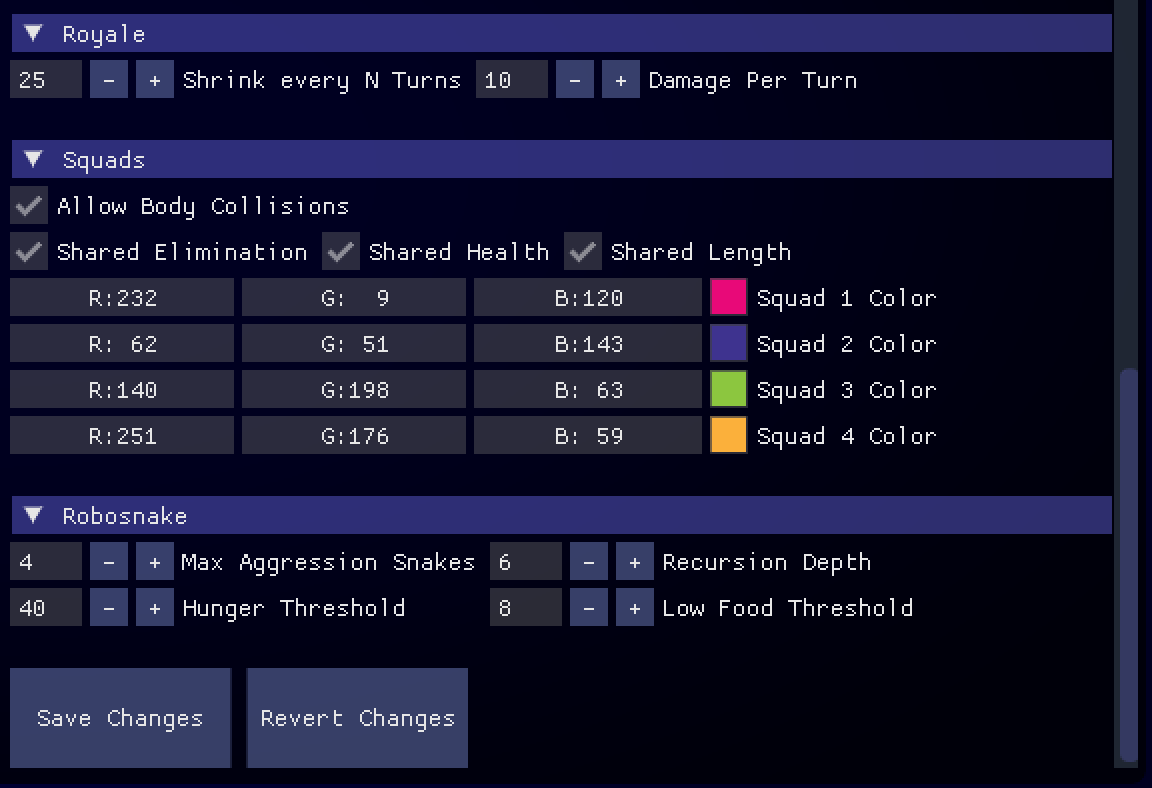 Royale
25 - + Shrink every N Turns 10 - + Damage Per Turn
Squads
Allow Body Collisions
Shared Elimination Shared Health Shared Length
R:232 G: 9 B:120 Squad 1 Color
R: 62 G: 51 B:143 Squad 2 Color
R:140 G:198 B: 63 Squad 3 Color
R:251 G:176 B: 59 Squad 4 Color
Robosnake
4 - + Max Aggression Snakes 6 - + Recursion Depth
40 - + Hunger Threshold 8 - + Low Food Threshold
Save Changes Revert Changes